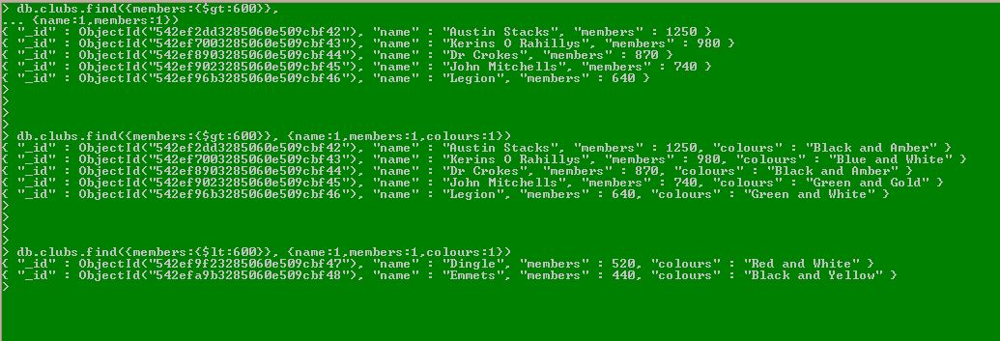 > db.clubs.find({members:{$gt:600}},
... {name:1,members:1})
{ "_id" : ObjectId("542ef2dd3285060e509cbf42"), "name" : "Austin Stacks", "members" : 1250 }
{ "_id" : ObjectId("542ef7003285060e509cbf43"), "name" : "Kerins O Rahillys", "members" : 980 }
{ "_id" : ObjectId("542ef8903285060e509cbf44"), "name" : "Dr Crokes", "members" : 870 }
{ "_id" : ObjectId("542ef9023285060e509cbf45"), "name" : "John Mitchells", "members" : 740 }
{ "_id" : ObjectId("542ef96b3285060e509cbf46"), "name" : "Legion", "members" : 640 }
>
>
>
> db.clubs.find({members:{$gt:600}}, {name:1,members:1,colours:1})
{ "_id" : ObjectId("542ef2dd3285060e509cbf42"), "name" : "Austin Stacks", "members" : 1250, "colours" : "Black and Amber" }
{ "_id" : ObjectId("542ef7003285060e509cbf43"), "name" : "Kerins O Rahillys", "members" : 980, "colours" : "Blue and White" }
{ "_id" : ObjectId("542ef8903285060e509cbf44"), "name" : "Dr Crokes", "members" : 870, "colours" : "Black and Amber" }
{ "_id" : ObjectId("542ef9023285060e509cbf45"), "name" : "John Mitchells", "members" : 740, "colours" : "Green and Gold" }
{ "_id" : ObjectId("542ef96b3285060e509cbf46"), "name" : "Legion", "members" : 640, "colours" : "Green and White" }
>
>
>
> db.clubs.find({members:{$lt:600}}, {name:1,members:1,colours:1})
{ "_id" : ObjectId("542ef9f23285060e509cbf47"), "name" : "Dingle", "members" : 520, "colours" : "Red and White" }
{ "_id" : ObjectId("542efa9b3285060e509cbf48"), "name" : "Emmets", "members" : 440, "colours" : "Black and Yellow" }
>